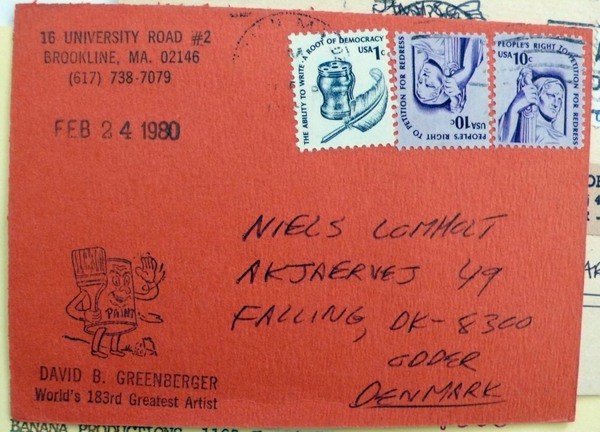 16 UNIVERSITY ROAD #2
BROOKLINE, MA. 02146
(617) 738-7079
FEB 24 1980
THE ABILITY TO WRITE · A ROOT OF DEMOCRACY
USA 1c
PEOPLE'S RIGHT TO PETITION FOR REDRESS
USA 10c
PEOPLE'S RIGHT TO PETITION FOR REDRESS
USA 10c
NIELS LOMHOLT
AKJAERVEJ 49
FALLING, DK-8300
ODDER
DENMARK
PAINT
DAVID B. GREENBERGER
World's 183rd Greatest Artist
BANANA PRODUCTIONS